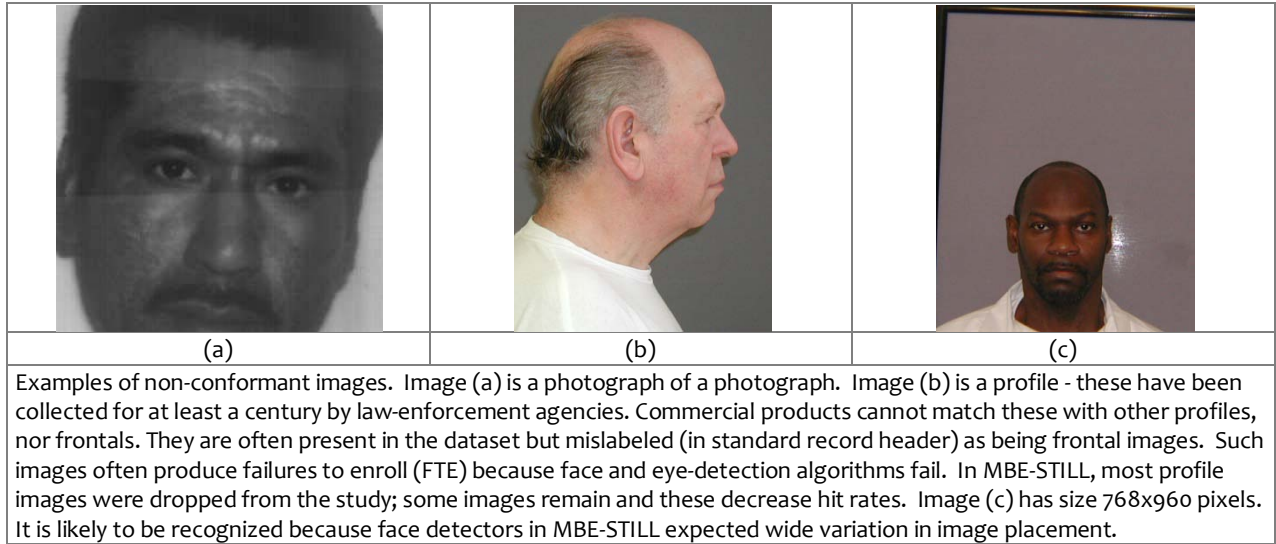 (a)
(b)
(c)
Examples of non-conformant images. Image (a) is a photograph of a photograph. Image (b) is a profile - these have been
collected for at least a century by law-enforcement agencies. Commercial products cannot match these with other profiles,
nor frontals. They are often present in the dataset but mislabeled (in standard record header) as being frontal images. Such
images often produce failures to enroll (FTE) because face and eye-detection algorithms fail. In MBE-STILL, most profile
images were dropped from the study; some images remain and these decrease hit rates. Image (c) has size 768x960 pixels.
It is likely to be recognized because face detectors in MBE-STILL expected wide variation in image placement.